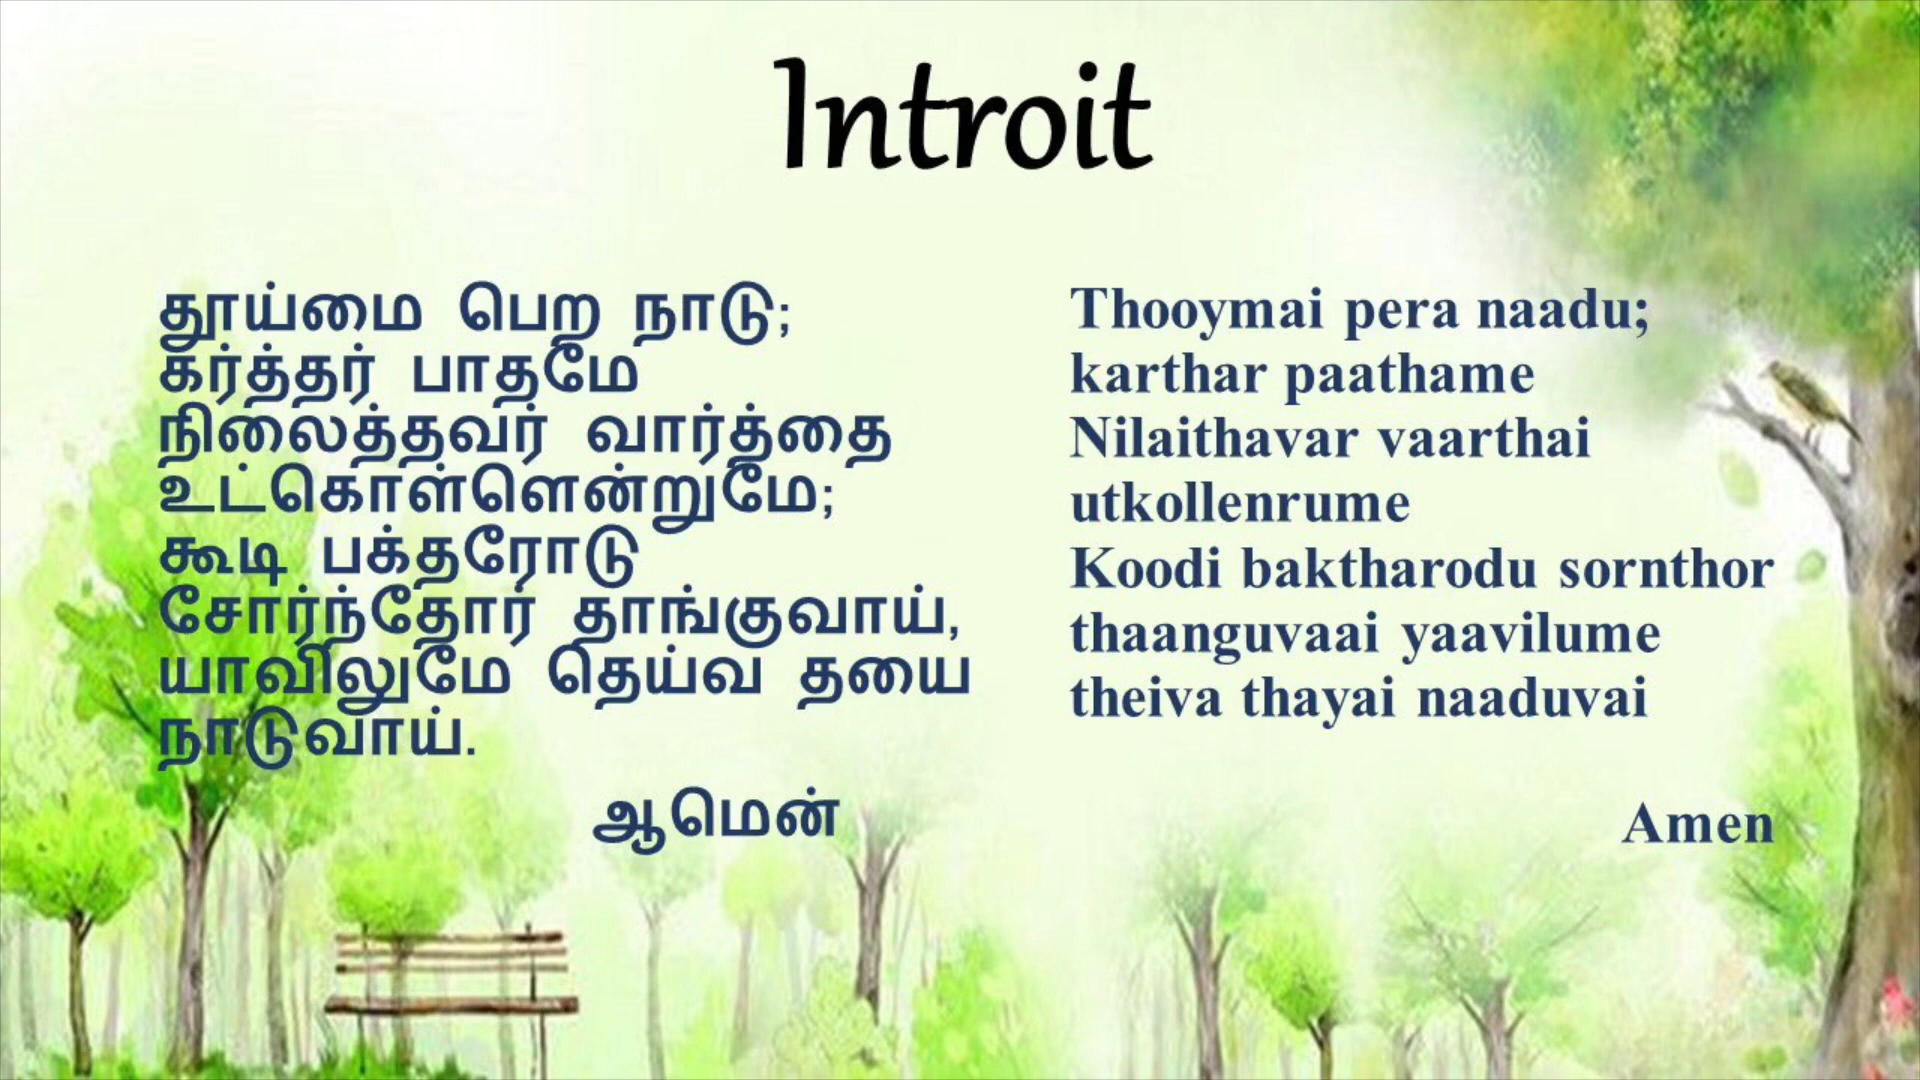 Introit
தூய்மை பெற நாடு;
கர்த்தர் பாதமே
நிலைத்தவர் வார்த்தை
உட்கொள்ளென்றுமே;
கூடி பக்தரோடு
சோர்ந்தோர் தாங்குவாய்,
யாவிலுமே தெய்வ தயை
நாடுவாய்.
ஆமென்
Thooymai pera naadu;
karthar paathame
Nilaithavar vaarthai
utkollenrume
Koodi baktharodu sornthor
thaanguvaai yaavilume
theiva thayai naaduvai
Amen